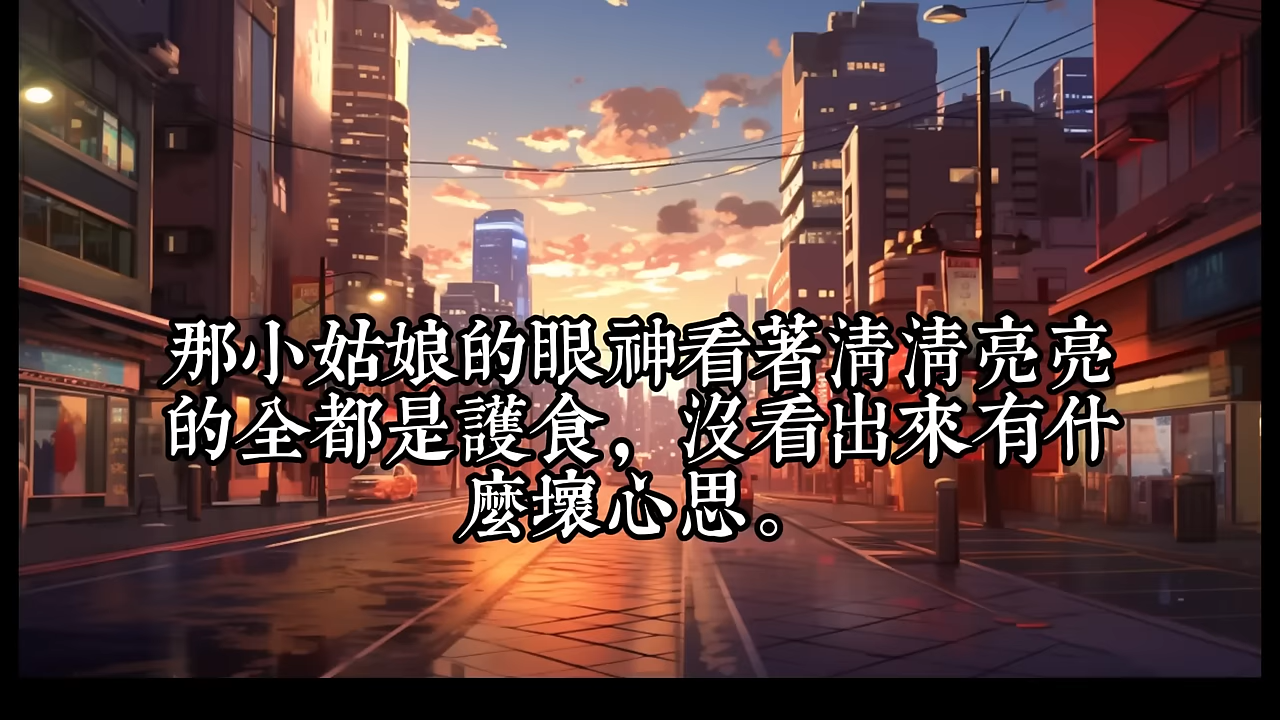 那小姑娘的眼神看著清清亮亮
的全都是護食，沒看出來有什
麼壞心思。